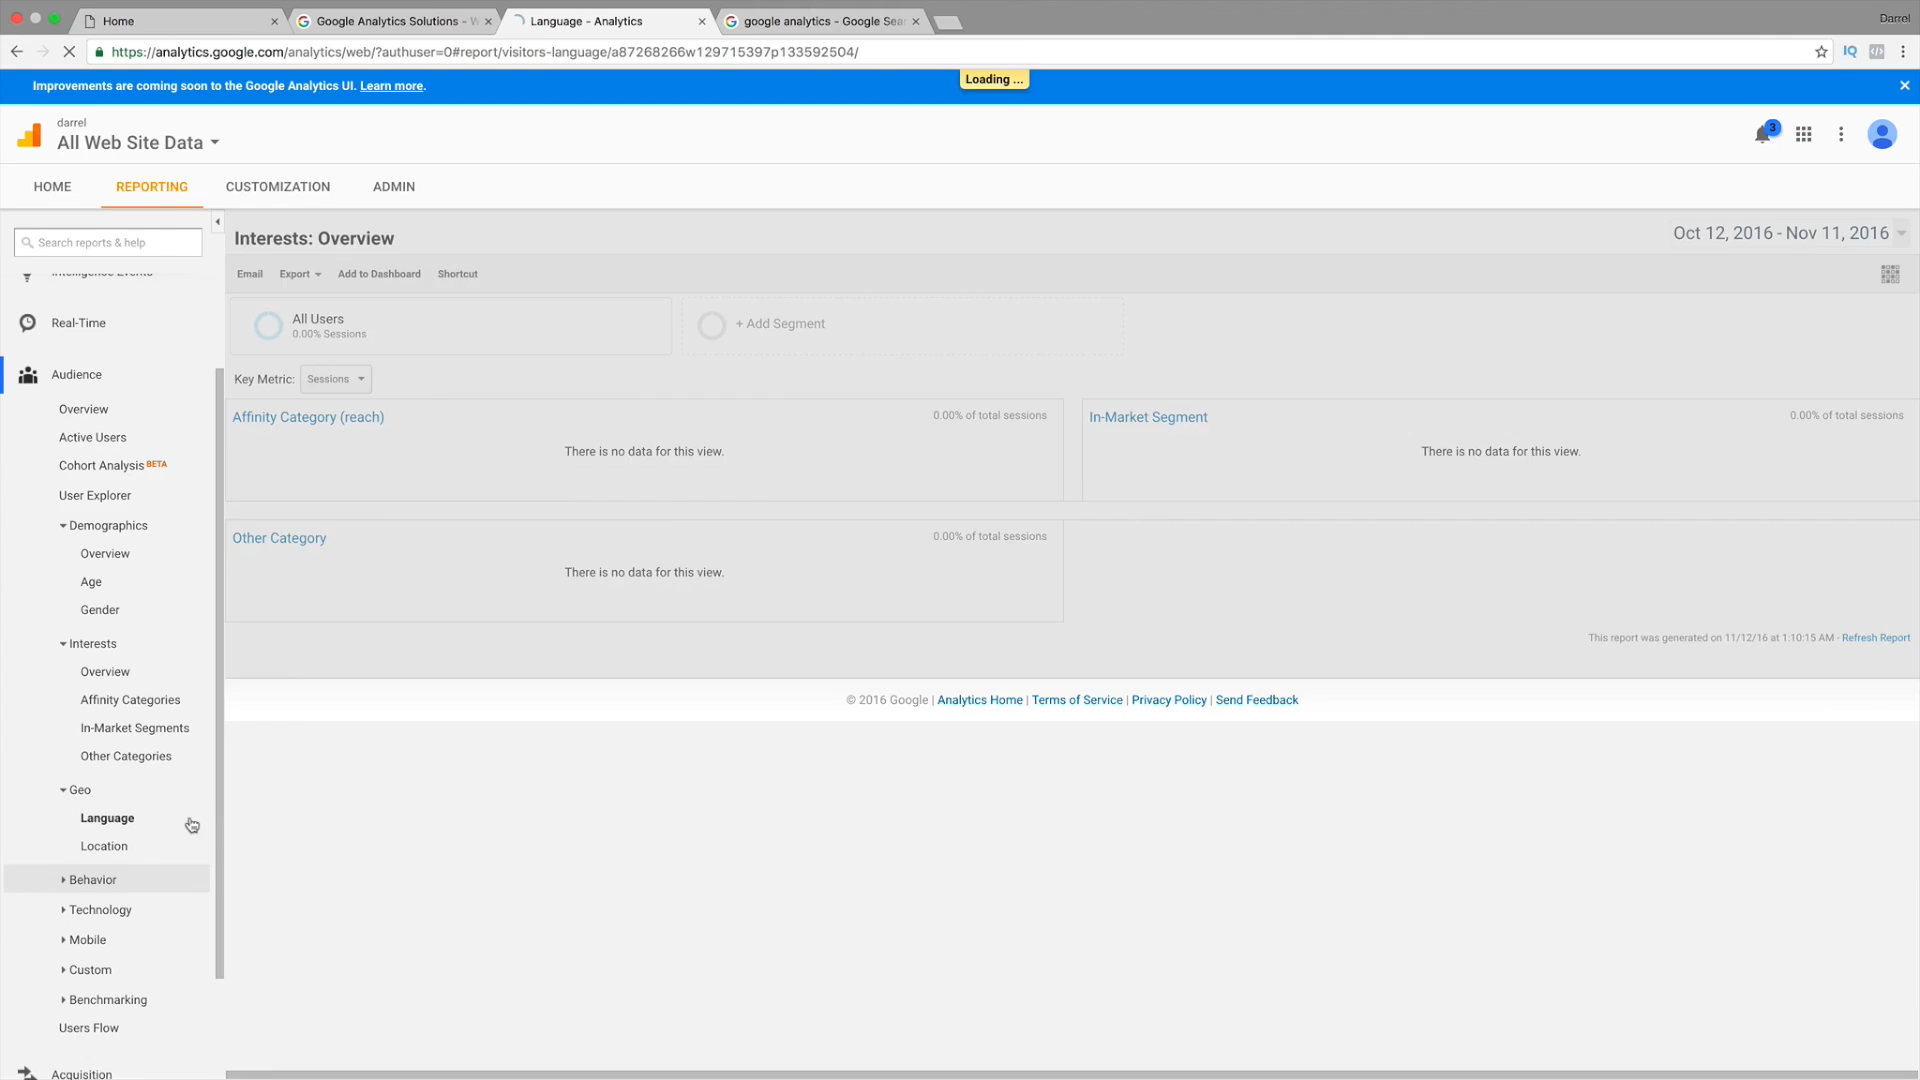 Home
Google Analytics Solutions - W
Language - Analytics
google analytics - Google Sear
Darrel
https://analytics.google.com/analytics/web/?authuser=0#report/visitors-language/a87268266w129715397p133592504/
IQ
Improvements are coming soon to the Google Analytics UI. Learn more.
Loading ...
darrel
All Web Site Data
3
HOME
REPORTING
CUSTOMIZATION
ADMIN
Search reports & help
Intelligence Events
Real-Time
Audience
Overview
Active Users
Cohort Analysis BETA
User Explorer
Demographics
Overview
Age
Gender
Interests
Overview
Affinity Categories
In-Market Segments
Other Categories
Geo
Language
Location
Behavior
Technology
Mobile
Custom
Benchmarking
Users Flow
Acquisition
Interests: Overview
Oct 12, 2016 - Nov 11, 2016
Email
Export
Add to Dashboard
Shortcut
All Users
0.00% Sessions
+ Add Segment
Key Metric:
Sessions
Affinity Category (reach)
0.00% of total sessions
There is no data for this view.
In-Market Segment
0.00% of total sessions
There is no data for this view.
Other Category
0.00% of total sessions
There is no data for this view.
This report was generated on 11/12/16 at 1:10:15 AM - Refresh Report
© 2016 Google | Analytics Home | Terms of Service | Privacy Policy | Send Feedback